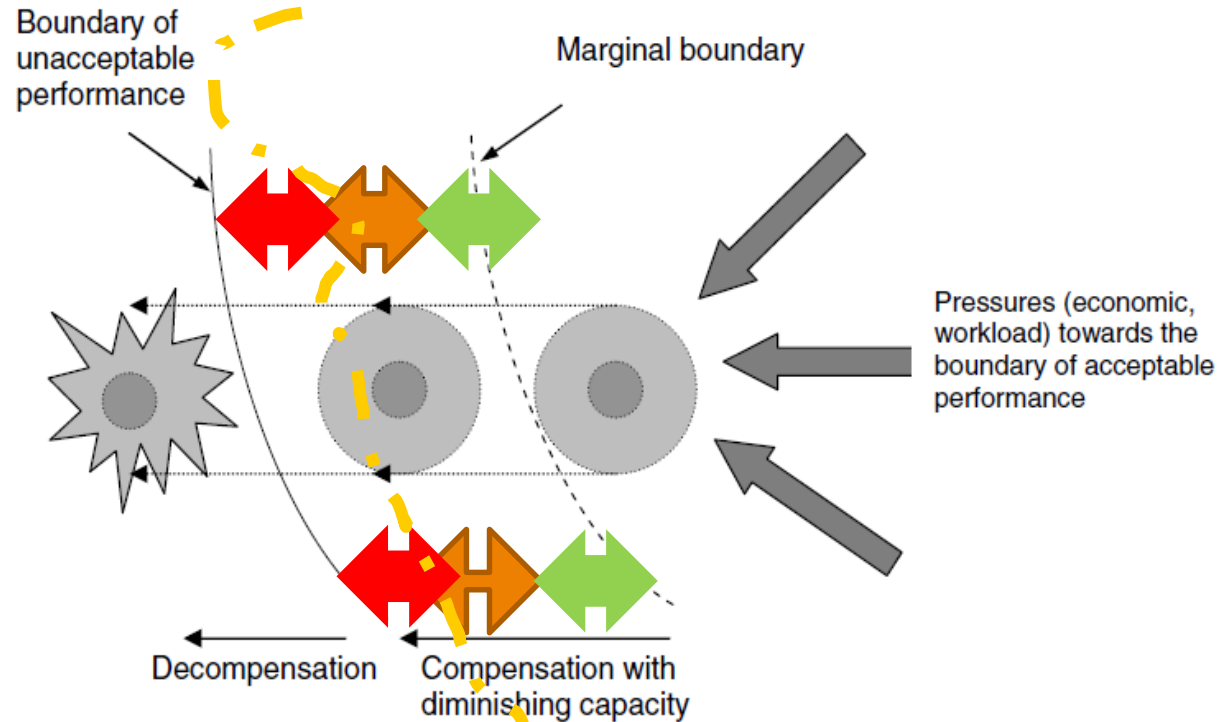 Boundary of
unacceptable
performance
Marginal boundary
Pressures (economic,
workload) towards the
boundary of acceptable
performance
Decompensation
Compensation with
diminishing capacity